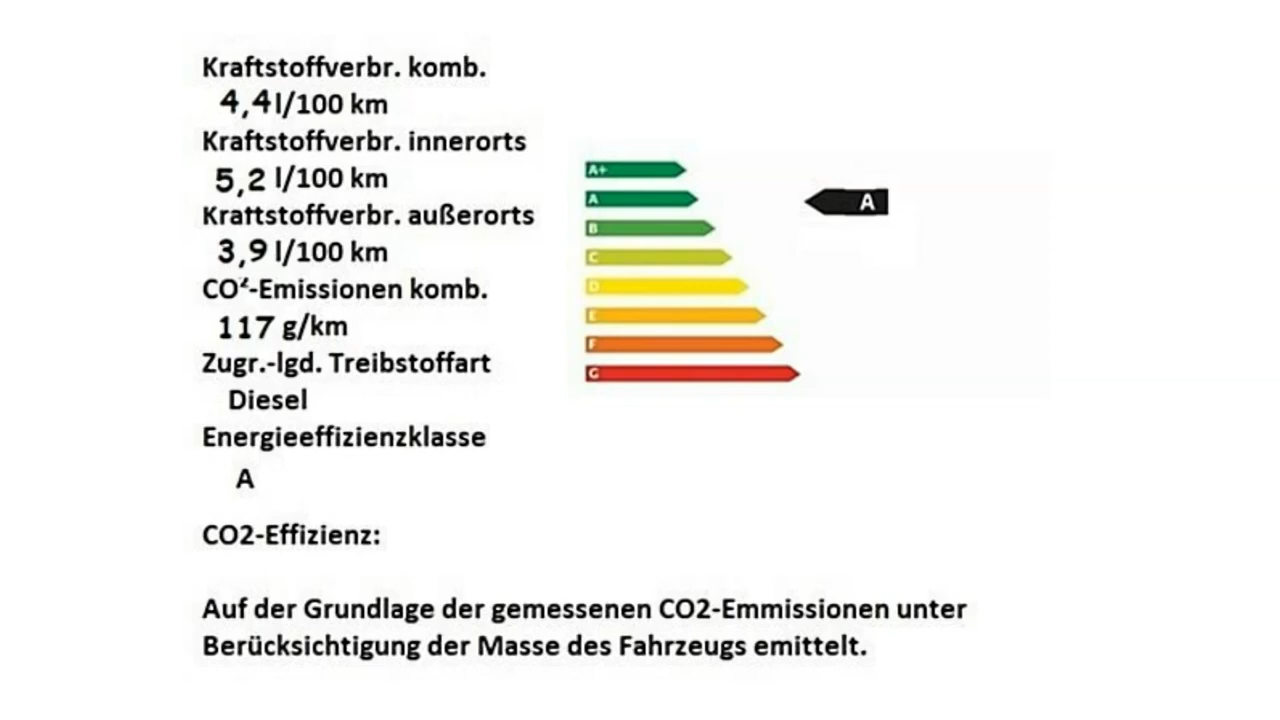 Kraftstoffverbr. komb.
4,4 l/100 km
Kraftstoffverbr. innerorts
5,2 l/100 km
Krattstoffverbr. außerorts
3,9 l/100 km
CO²-Emissionen komb.
117 g/km
Zugr.-lgd. Treibstoffart
Diesel
Energieeffizienzklasse
A
A+
A
A
B
C
D
E
F
G
CO2-Effizienz:
Auf der Grundlage der gemessenen CO2-Emmissionen unter
Berücksichtigung der Masse des Fahrzeugs emittelt.